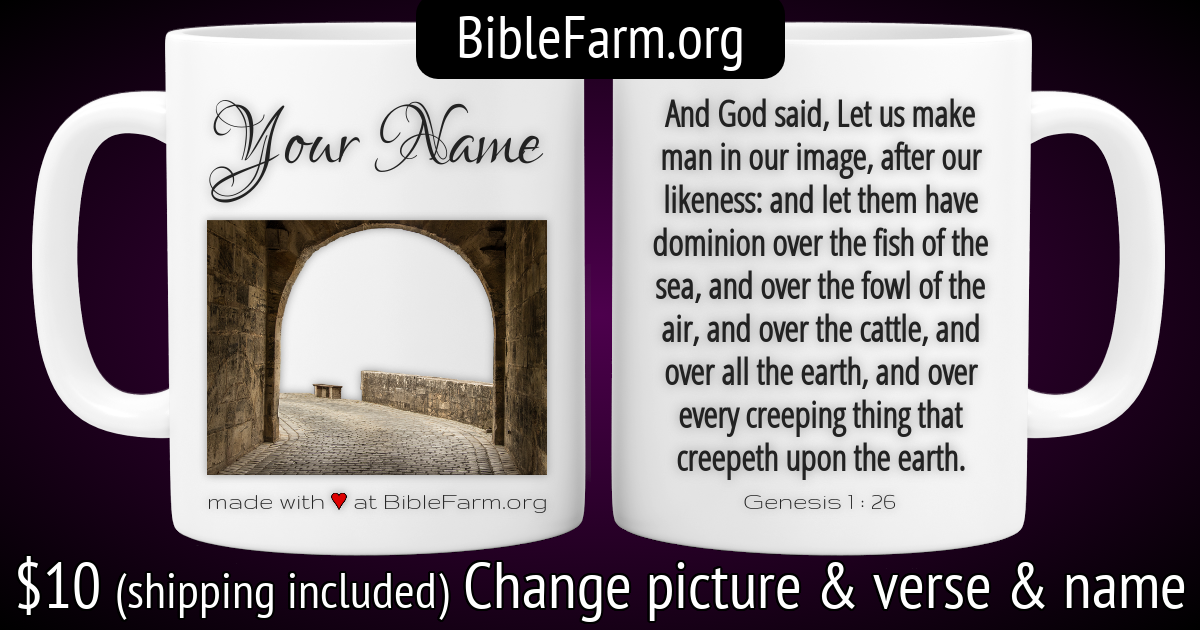 BibleFarm.org
Your Name
made with ♥ at BibleFarm.org
And God said, Let us make
man in our image, after our
likeness: and let them have
dominion over the fish of the
sea, and over the fowl of the
air, and over the cattle, and
over all the earth, and over
every creeping thing that
creepeth upon the earth.
Genesis 1 : 26
$10 (shipping included) Change picture & verse & name